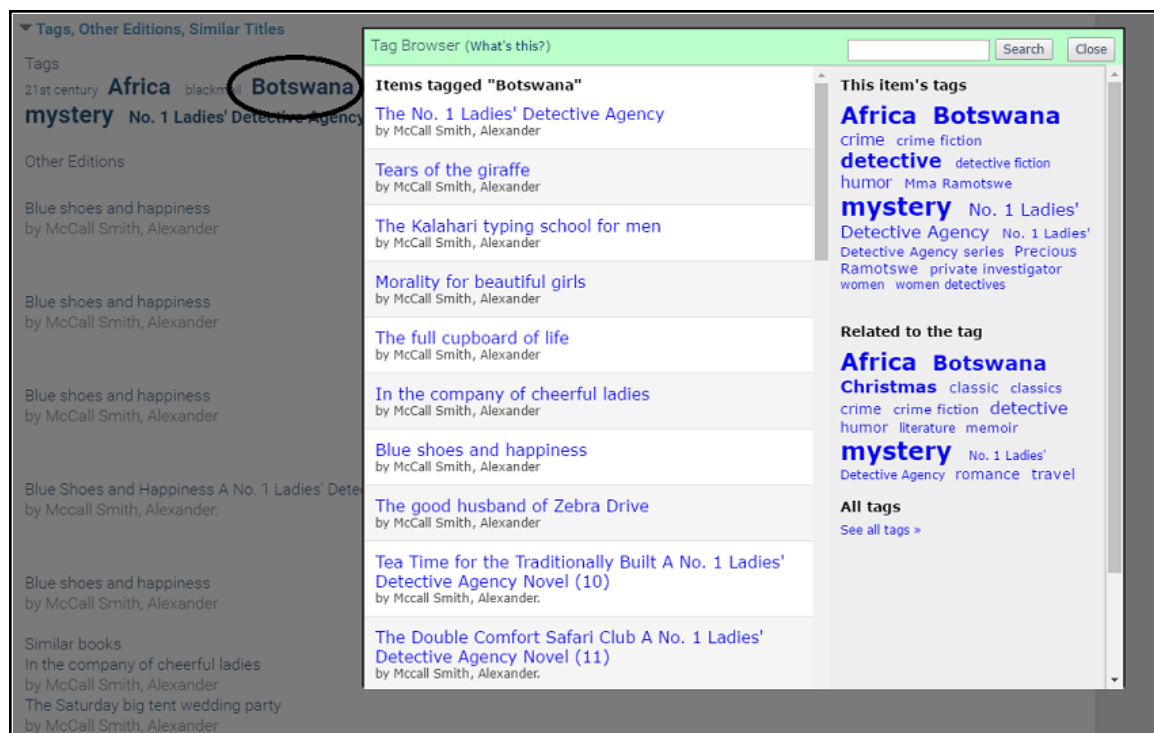 Tags, Other Editions, Similar Titles
Tags
21st century Africa blackmail Botswana
mystery No. 1 Ladies' Detective Agency
Other Editions
Blue shoes and happiness
by McCall Smith, Alexander
Blue shoes and happiness
by McCall Smith, Alexander
Blue shoes and happiness
by McCall Smith, Alexander
Blue Shoes and Happiness A No. 1 Ladies'
by Mccall Smith, Alexander.
Blue shoes and happiness
by McCall Smith, Alexander
Similar books
In the company of cheerful ladies
by McCall Smith, Alexander
The Saturday big tent wedding party
by McCall Smith, Alexander
Tag Browser (What's this?)
Search
Close
Items tagged "Botswana"
The No. 1 Ladies' Detective Agency
by McCall Smith, Alexander
Tears of the giraffe
by McCall Smith, Alexander
The Kalahari typing school for men
by McCall Smith, Alexander
Morality for beautiful girls
by McCall Smith, Alexander
The full cupboard of life
by McCall Smith, Alexander
In the company of cheerful ladies
by McCall Smith, Alexander
Blue shoes and happiness
by McCall Smith, Alexander
The good husband of Zebra Drive
by McCall Smith, Alexander
Tea Time for the Traditionally Built A No. 1 Ladies'
Detective Agency Novel (10)
by Mccall Smith, Alexander.
The Double Comfort Safari Club A No. 1 Ladies'
Detective Agency Novel (11)
by Mccall Smith, Alexander.
This item's tags
Africa Botswana
crime crime fiction
detective detective fiction
humor Mma Ramotswe
mystery No. 1 Ladies'
Detective Agency No. 1 Ladies'
Detective Agency series Precious
Ramotswe private investigator
women women detectives
Related to the tag
Africa Botswana
Christmas classic classics
crime crime fiction detective
humor literature memoir
mystery No. 1 Ladies'
Detective Agency romance travel
All tags
See all tags »